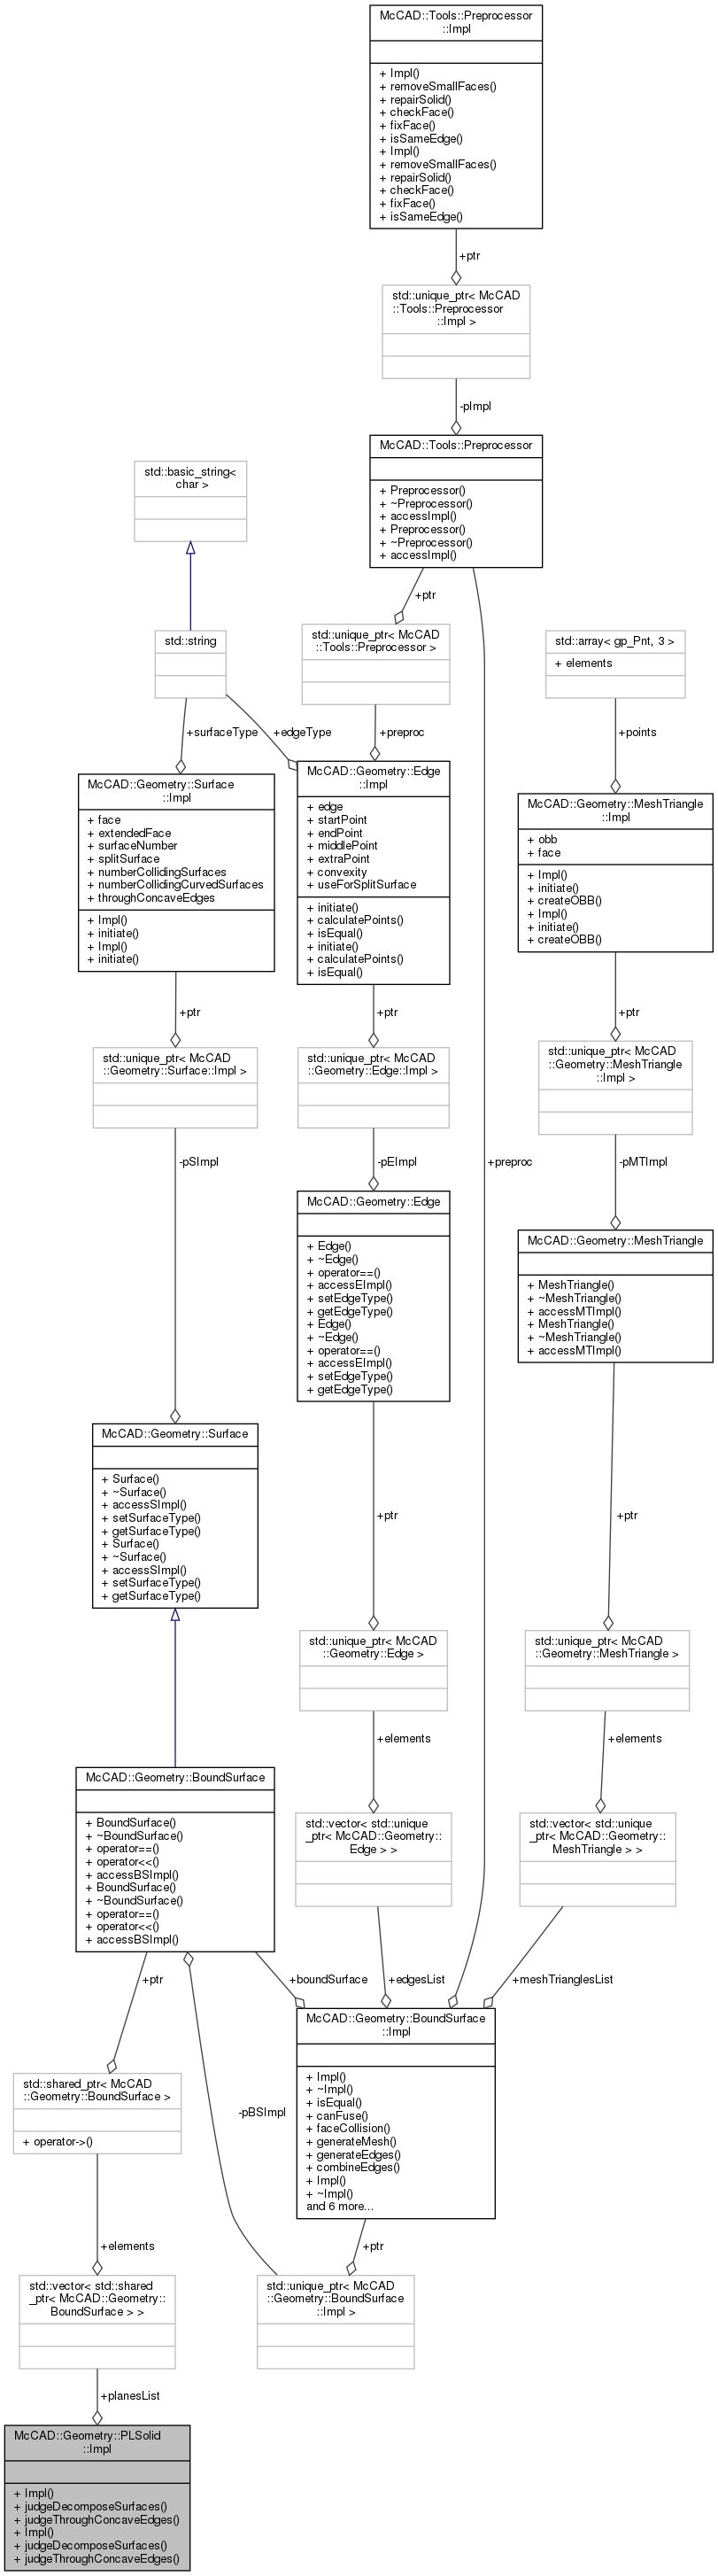 McCAD::Tools::Preprocessor
::Impl
+ Impl()
+ removeSmallFaces()
+ repairSolid()
+ checkFace()
+ fixFace()
+ isSameEdge()
+ Impl()
+ removeSmallFaces()
+ repairSolid()
+ checkFace()
+ fixFace()
+ isSameEdge()
+ptr
std::unique_ptr< McCAD
::Tools::Preprocessor
::Impl >
-pImpl
McCAD::Tools::Preprocessor
+ Preprocessor()
+ ~Preprocessor()
+ accessImpl()
+ Preprocessor()
+ ~Preprocessor()
+ accessImpl()
std::basic_string<
char >
+ptr
std::string
std::unique_ptr< McCAD
::Tools::Preprocessor >
std::array< gp_Pnt, 3 >
+ elements
+surfaceType
+edgeType
+preproc
+points
McCAD::Geometry::Surface
::Impl
+ face
+ extendedFace
+ surfaceNumber
+ splitSurface
+ numberCollidingSurfaces
+ numberCollidingCurvedSurfaces
+ throughConcaveEdges
+ Impl()
+ initiate()
+ Impl()
+ initiate()
McCAD::Geometry::Edge
::Impl
+ edge
+ startPoint
+ endPoint
+ middlePoint
+ extraPoint
+ convexity
+ useForSplitSurface
+ initiate()
+ calculatePoints()
+ isEqual()
+ initiate()
+ calculatePoints()
+ isEqual()
McCAD::Geometry::MeshTriangle
::Impl
+ obb
+ face
+ Impl()
+ initiate()
+ createOBB()
+ Impl()
+ initiate()
+ createOBB()
+ptr
+ptr
+ptr
std::unique_ptr< McCAD
::Geometry::Surface::Impl >
std::unique_ptr< McCAD
::Geometry::Edge::Impl >
std::unique_ptr< McCAD
::Geometry::MeshTriangle
::Impl >
-pSImpl
-pEImpl
+preproc
-pMTImpl
McCAD::Geometry::Edge
+ Edge()
+ ~Edge()
+ operator==()
+ accessEImpl()
+ setEdgeType()
+ getEdgeType()
+ Edge()
+ ~Edge()
+ operator==()
+ accessEImpl()
+ setEdgeType()
+ getEdgeType()
McCAD::Geometry::MeshTriangle
+ MeshTriangle()
+ ~MeshTriangle()
+ accessMTImpl()
+ MeshTriangle()
+ ~MeshTriangle()
+ accessMTImpl()
McCAD::Geometry::Surface
+ Surface()
+ ~Surface()
+ accessSImpl()
+ setSurfaceType()
+ getSurfaceType()
+ Surface()
+ ~Surface()
+ accessSImpl()
+ setSurfaceType()
+ getSurfaceType()
+ptr
+ptr
std::unique_ptr< McCAD
::Geometry::Edge >
std::unique_ptr< McCAD
::Geometry::MeshTriangle >
+elements
+elements
McCAD::Geometry::BoundSurface
+ BoundSurface()
+ ~BoundSurface()
+ operator==()
+ operator<<()
+ accessBSImpl()
+ BoundSurface()
+ ~BoundSurface()
+ operator==()
+ operator<<()
+ accessBSImpl()
std::vector< std::unique
_ptr< McCAD::Geometry::
Edge > >
std::vector< std::unique
_ptr< McCAD::Geometry::
MeshTriangle > >
+ptr
+boundSurface
+edgesList
+meshTrianglesList
McCAD::Geometry::BoundSurface
::Impl
+ Impl()
+ ~Impl()
+ isEqual()
+ canFuse()
+ faceCollision()
+ generateMesh()
+ generateEdges()
+ combineEdges()
+ Impl()
+ ~Impl()
and 6 more...
std::shared_ptr< McCAD
::Geometry::BoundSurface >
+ operator->()
-pBSImpl
+elements
+ptr
std::vector< std::shared
_ptr< McCAD::Geometry::
BoundSurface > >
std::unique_ptr< McCAD
::Geometry::BoundSurface
::Impl >
+planesList
McCAD::Geometry::PLSolid
::Impl
+ Impl()
+ judgeDecomposeSurfaces()
+ judgeThroughConcaveEdges()
+ Impl()
+ judgeDecomposeSurfaces()
+ judgeThroughConcaveEdges()